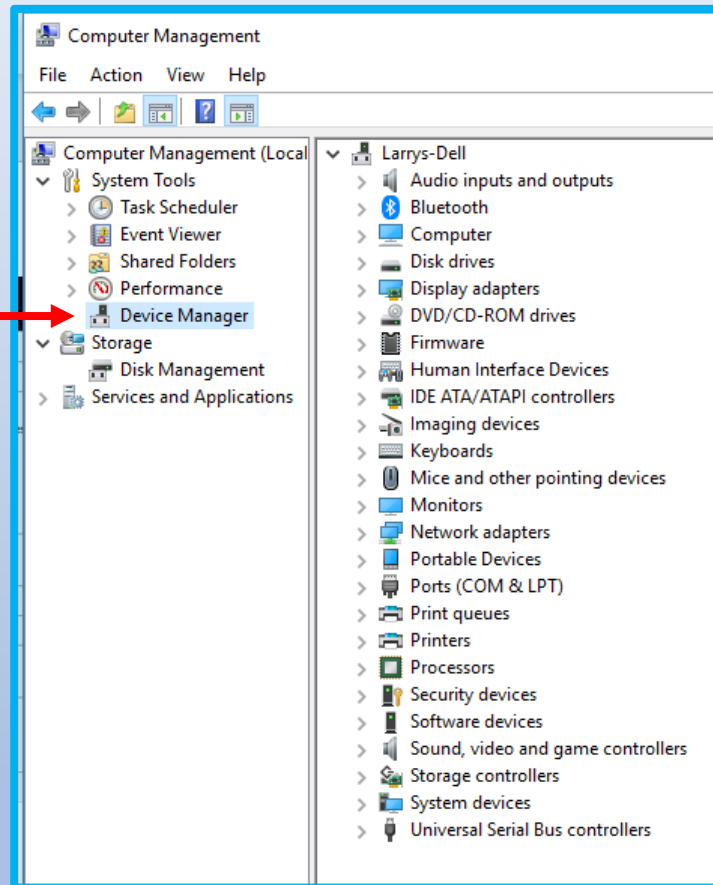 Computer Management
File Action View Help
Computer Management (Local
System Tools
Task Scheduler
Event Viewer
Shared Folders
Performance
Device Manager
Storage
Disk Management
Services and Applications
Larrys-Dell
Audio inputs and outputs
Bluetooth
Computer
Disk drives
Display adapters
DVD/CD-ROM drives
Firmware
Human Interface Devices
IDE ATA/ATAPI controllers
Imaging devices
Keyboards
Mice and other pointing devices
Monitors
Network adapters
Portable Devices
Ports (COM & LPT)
Print queues
Printers
Processors
Security devices
Software devices
Sound, video and game controllers
Storage controllers
System devices
Universal Serial Bus controllers